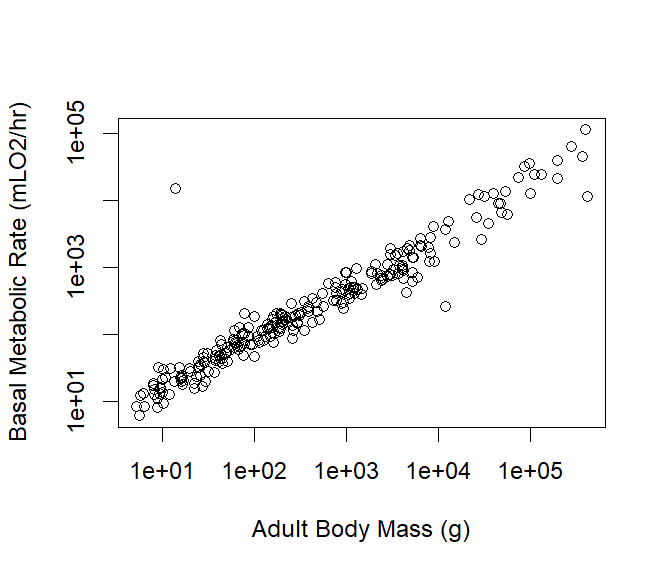 Basal Metabolic Rate (mLO2/hr)
1e+05
1e+03
1e+01
1e+01 1e+02 1e+03 1e+04 1e+05
Adult Body Mass (g)